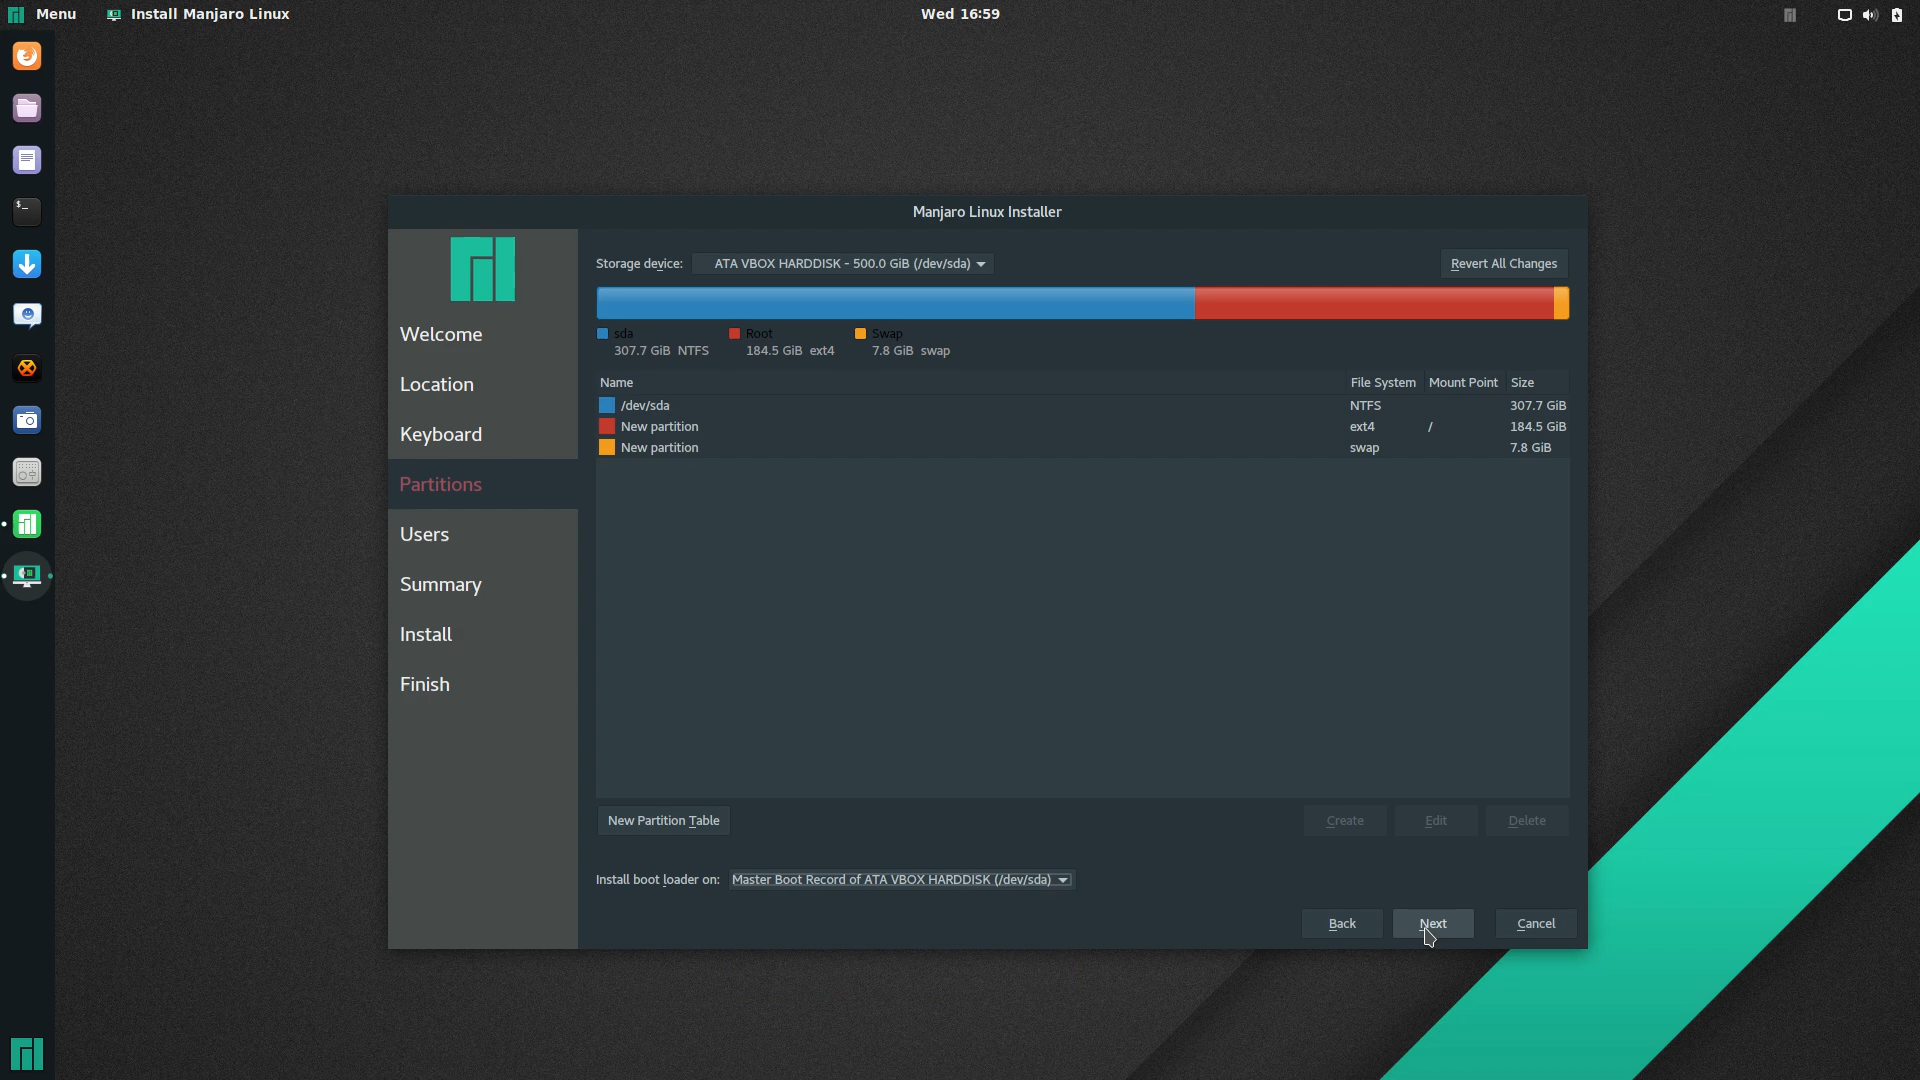 Menu Install Manjaro Linux Wed 16:59
$_
Manjaro Linux Installer
Welcome
Location
Keyboard
Partitions
Users
Summary
Install
Finish
Storage device: ATA VBOX HARDDISK - 500.0 GiB (/dev/sda) Revert All Changes
sda Root Swap
307.7 GiB NTFS 184.5 GiB ext4 7.8 GiB swap
Name File System Mount Point Size
/dev/sda NTFS 307.7 GiB
New partition ext4 / 184.5 GiB
New partition swap 7.8 GiB
New Partition Table Create Edit Delete
Install boot loader on: Master Boot Record of ATA VBOX HARDDISK (/dev/sda)
Back Next Cancel